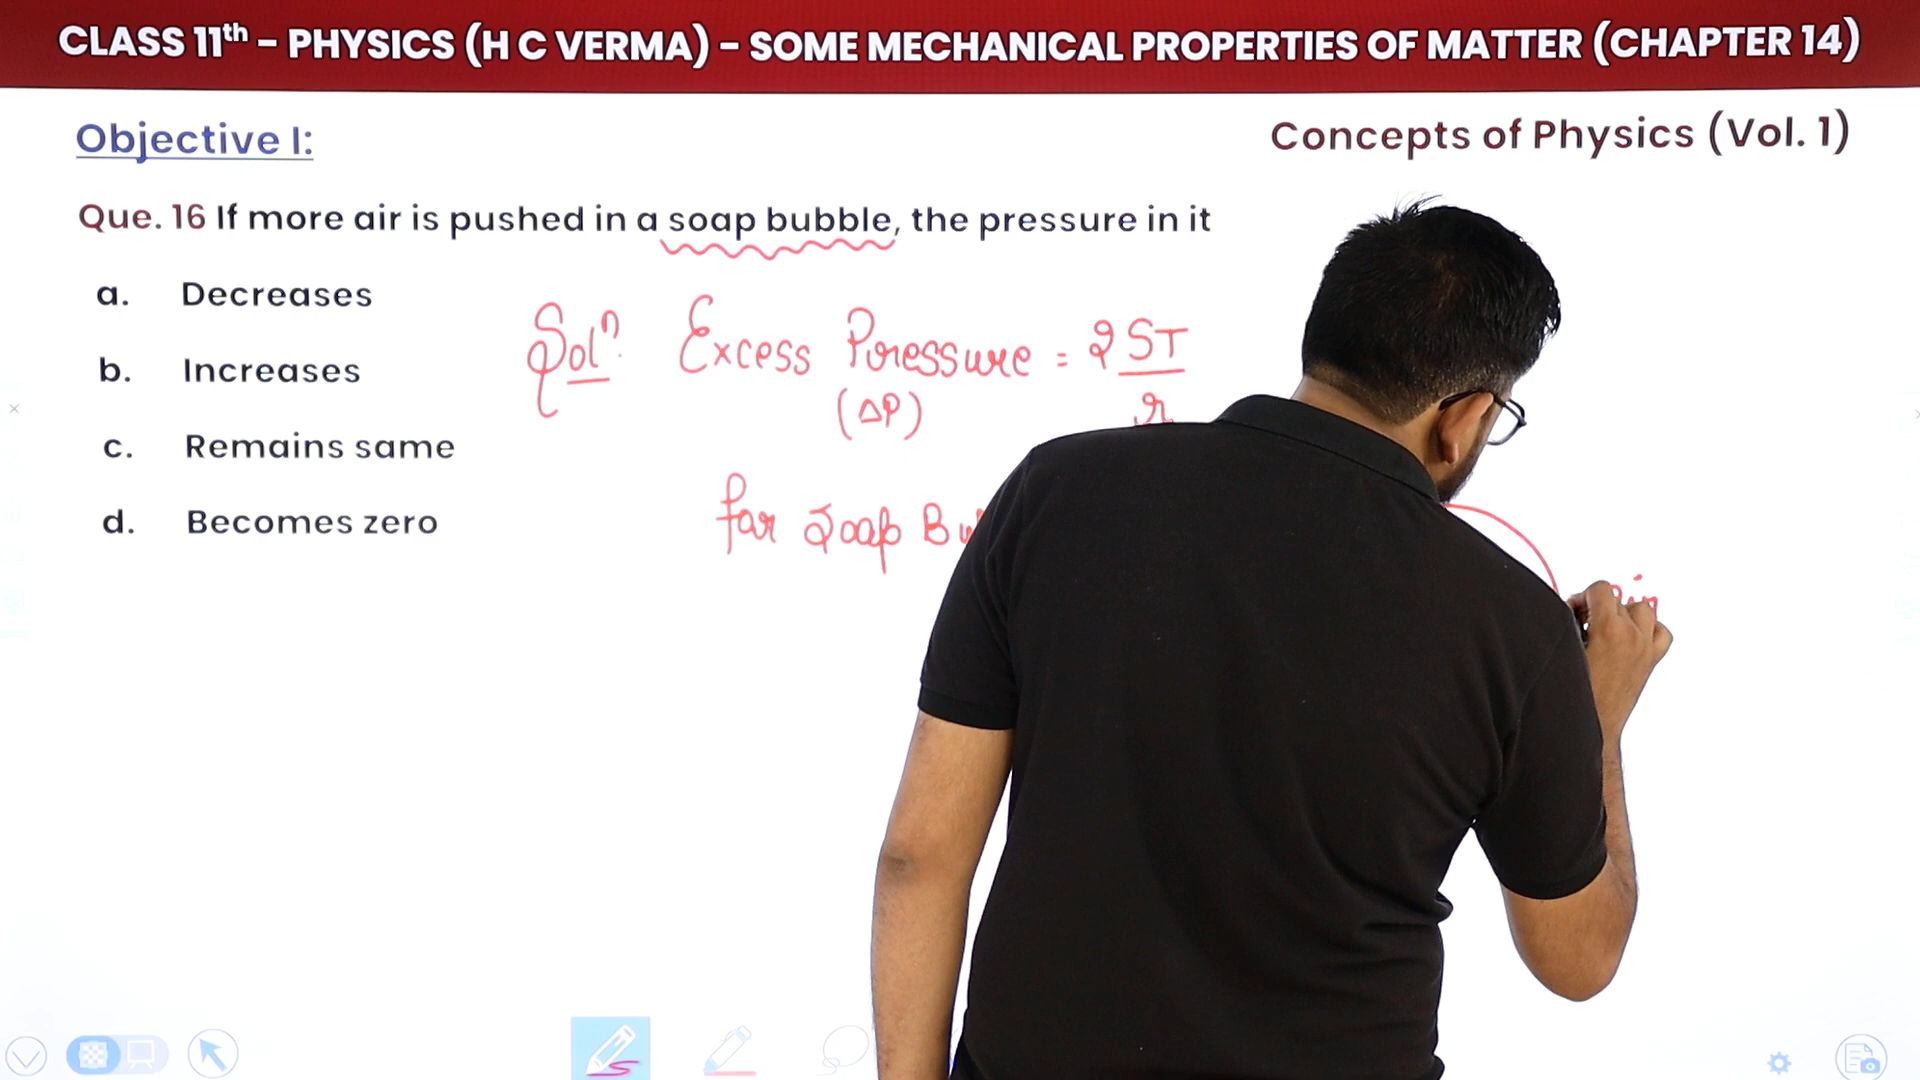 CLASS 11th - PHYSICS (H C VERMA) - SOME MECHANICAL PROPERTIES OF MATTER (CHAPTER 14)
Objective I:
Concepts of Physics (Vol. 1)
Que. 16 If more air is pushed in a soap bubble, the pressure in it
a. Decreases
b. Increases
c. Remains same
d. Becomes zero
Solⁿ. Excess Pressure = 2 ST / r
(ΔP)
for Soap